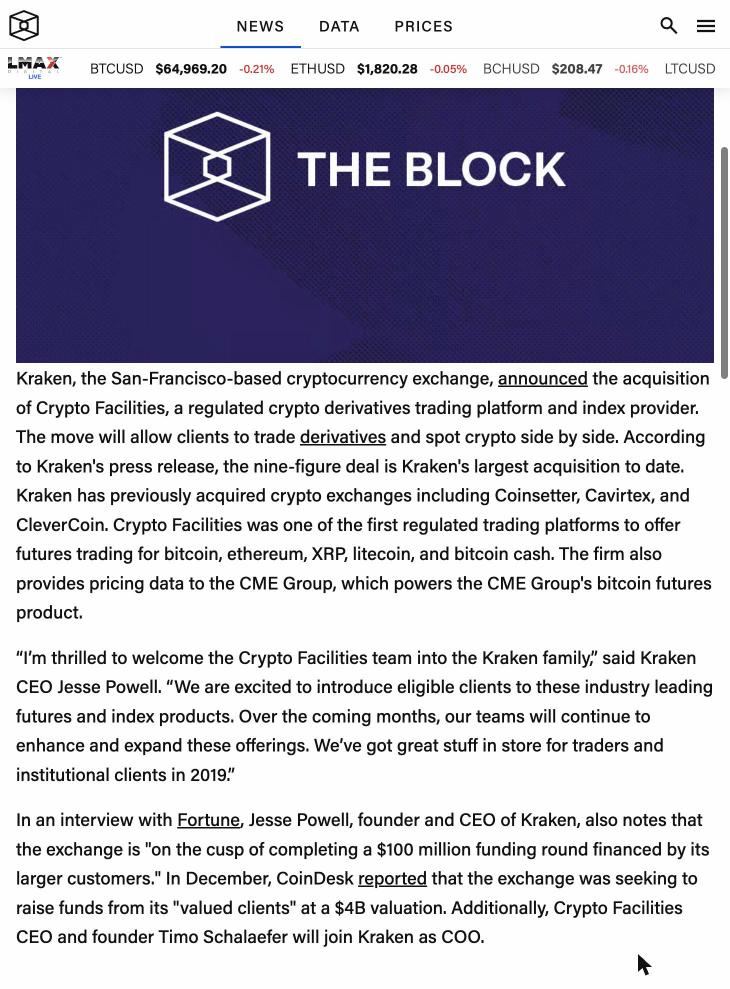 NEWS DATA PRICES
LMAX
DIGITAL
LIVE
BTCUSD $64,969.20 -0.21% ETHUSD $1,820.28 -0.05% BCHUSD $208.47 -0.16% LTCUSD
THE BLOCK
Kraken, the San-Francisco-based cryptocurrency exchange, announced the acquisition
of Crypto Facilities, a regulated crypto derivatives trading platform and index provider.
The move will allow clients to trade derivatives and spot crypto side by side. According
to Kraken's press release, the nine-figure deal is Kraken's largest acquisition to date.
Kraken has previously acquired crypto exchanges including Coinsetter, Cavirtex, and
CleverCoin. Crypto Facilities was one of the first regulated trading platforms to offer
futures trading for bitcoin, ethereum, XRP, litecoin, and bitcoin cash. The firm also
provides pricing data to the CME Group, which powers the CME Group's bitcoin futures
product.
“I’m thrilled to welcome the Crypto Facilities team into the Kraken family,” said Kraken
CEO Jesse Powell. “We are excited to introduce eligible clients to these industry leading
futures and index products. Over the coming months, our teams will continue to
enhance and expand these offerings. We’ve got great stuff in store for traders and
institutional clients in 2019.”
In an interview with Fortune, Jesse Powell, founder and CEO of Kraken, also notes that
the exchange is "on the cusp of completing a $100 million funding round financed by its
larger customers." In December, CoinDesk reported that the exchange was seeking to
raise funds from its "valued clients" at a $4B valuation. Additionally, Crypto Facilities
CEO and founder Timo Schalaefer will join Kraken as COO.